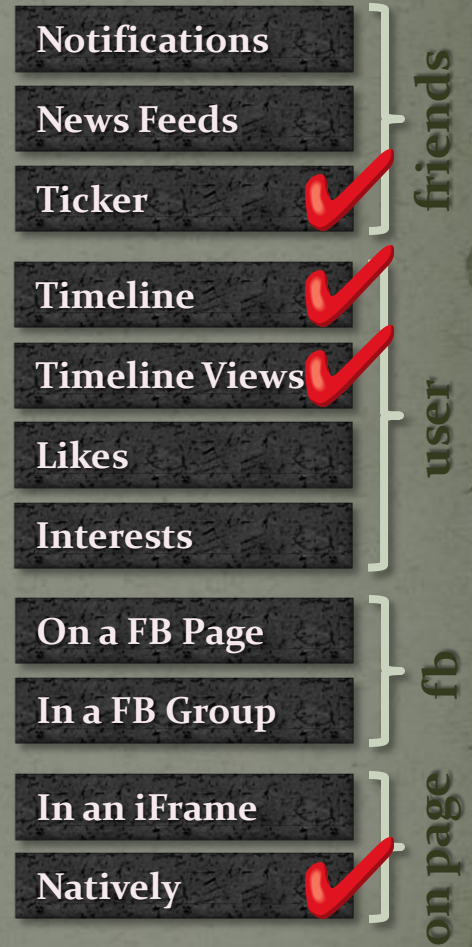 Notifications
News Feeds
Ticker
friends
Timeline
Timeline Views
Likes
Interests
user
On a FB Page
In a FB Group
fb
In an iFrame
Natively
on page